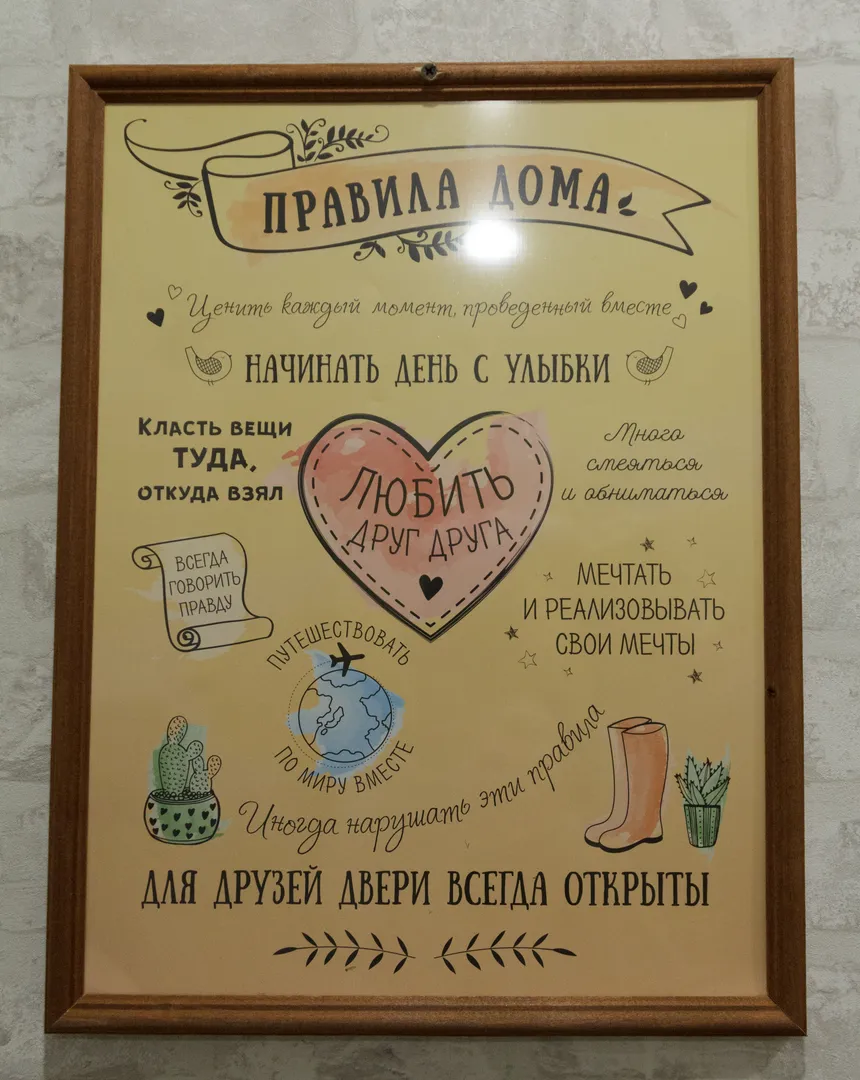 ПРАВИЛА ДОМА
Ценить каждый момент, проведенный вместе
НАЧИНАТЬ ДЕНЬ С УЛЫБКИ
КЛАСТЬ ВЕЩИ
ТУДА,
ОТКУДА ВЗЯЛ
ЛЮБИТЬ
ДРУГ ДРУГА
Много
смеяться
и обниматься
ВСЕГДА
ГОВОРИТЬ
ПРАВДУ
МЕЧТАТЬ
И РЕАЛИЗОВЫВАТЬ
СВОИ МЕЧТЫ
ПУТЕШЕСТВОВАТЬ
ПО МИРУ ВМЕСТЕ
Иногда нарушать эти правила
ДЛЯ ДРУЗЕЙ ДВЕРИ ВСЕГДА ОТКРЫТЫ